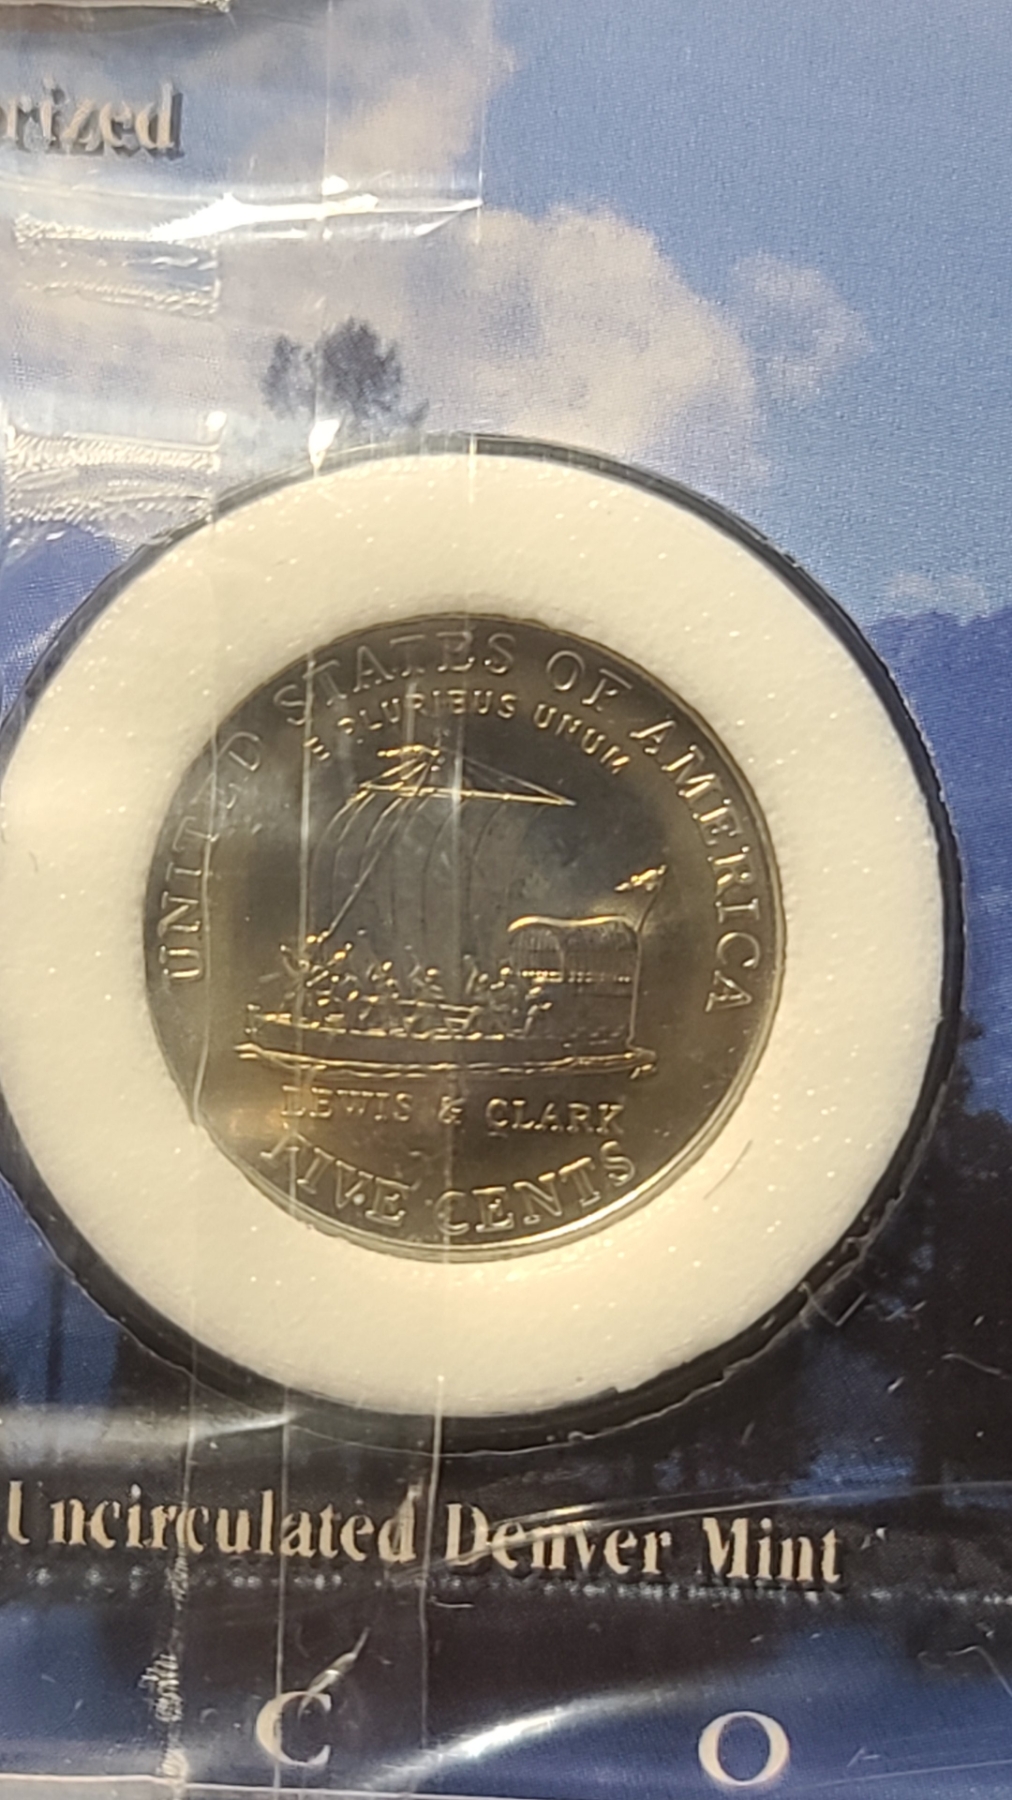 rized
UNITED STATES OF AMERICA
E PLURIBUS UNUM
LEWIS & CLARK
FIVE CENTS
Uncirculated Denver Mint
C O